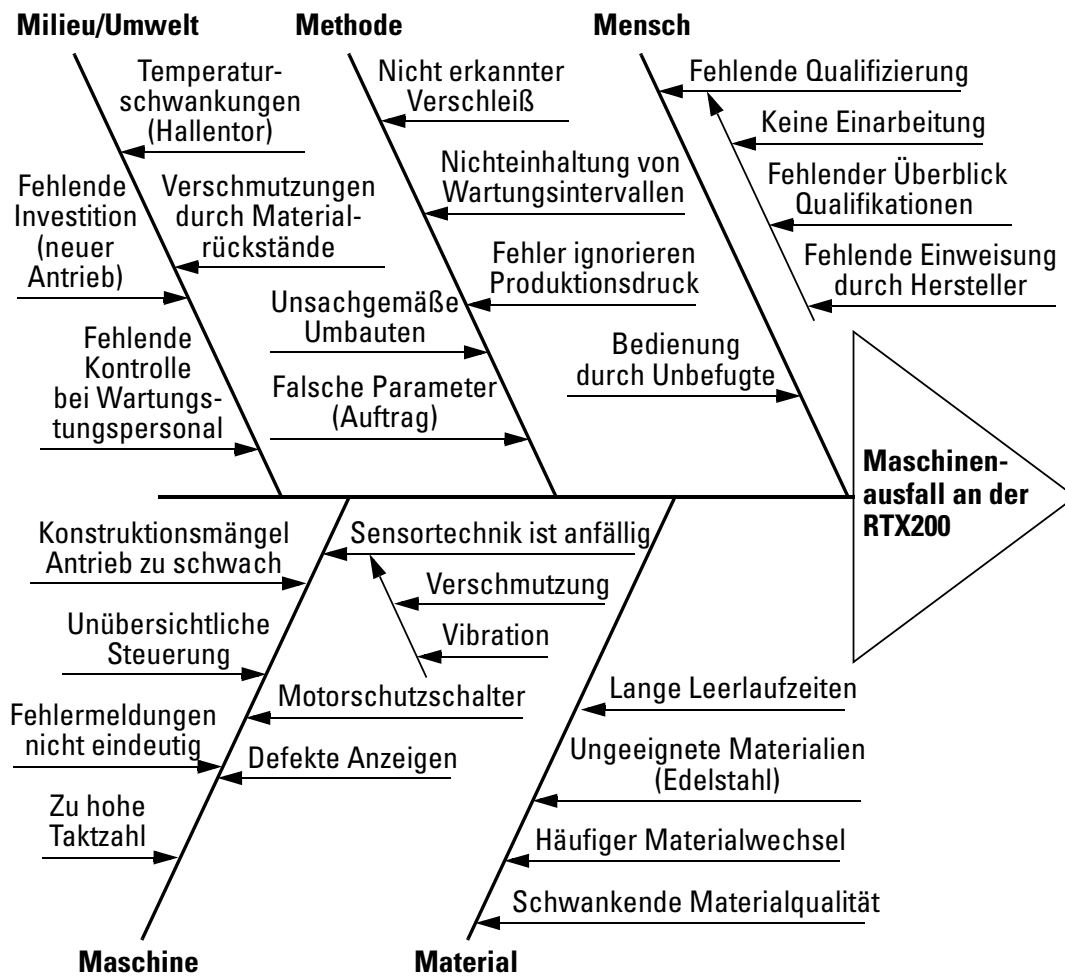 Milieu/Umwelt
Temperatur-
schwankungen
(Hallentor)
Fehlende
Investition
(neuer
Antrieb)
Verschmutzungen
durch Material-
rückstände
Fehlende
Kontrolle
bei Wartungs-
tungspersonal
Methode
Nicht erkannter
Verschleiß
Nichteinhaltung von
Wartungsintervallen
Fehler ignorieren
Produktionsdruck
Unsachgemäße
Umbauten
Falsche Parameter
(Auftrag)
Mensch
Fehlende Qualifizierung
Keine Einarbeitung
Fehlender Überblick
Qualifikationen
Fehlende Einweisung
durch Hersteller
Bedienung
durch Unbefugte
Maschinen-
ausfall an der
RTX200
Konstruktionsmängel
Antrieb zu schwach
Sensortechnik ist anfällig
Verschmutzung
Vibration
Unübersichtliche
Steuerung
Motorschutzschalter
Fehlermeldungen
nicht eindeutig
Defekte Anzeigen
Zu hohe
Taktzahl
Maschine
Lange Leerlaufzeiten
Ungeeignete Materialien
(Edelstahl)
Häufiger Materialwechsel
Schwankende Materialqualität
Material